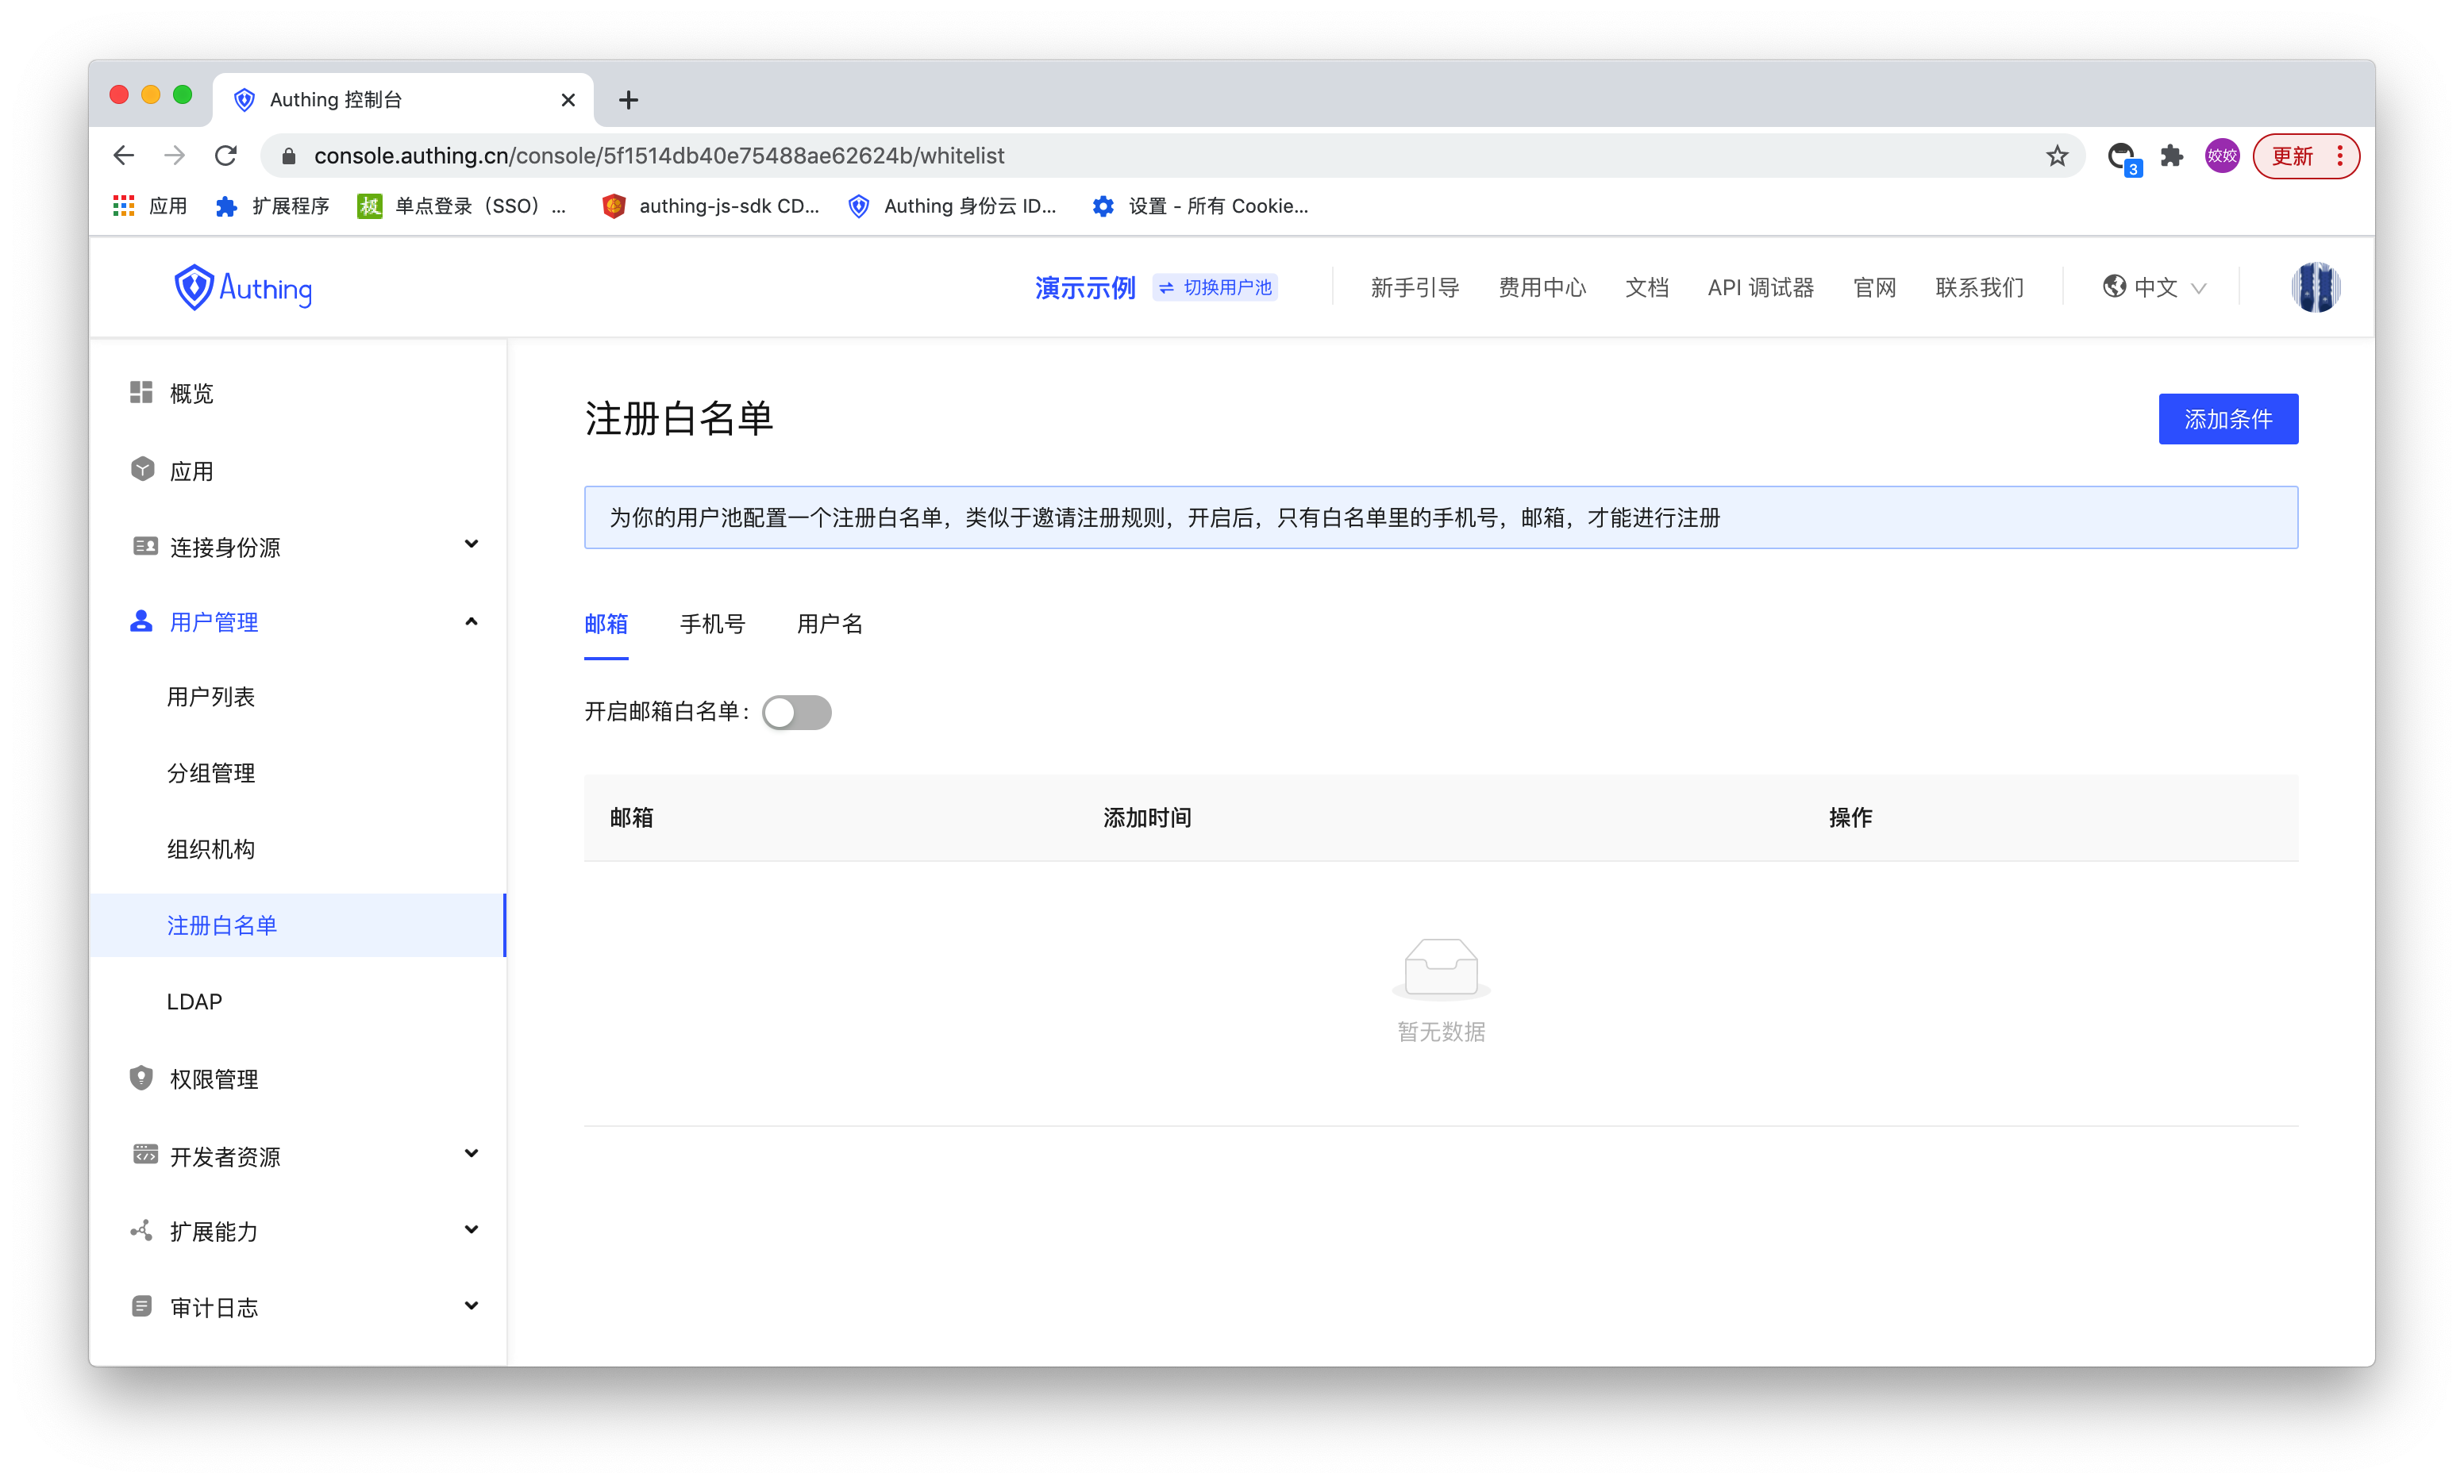 Authing 控制台
console.authing.cn/console/5f1514db40e75488ae62624b/whitelist
3
姣姣
更新
应用
扩展程序
极
单点登录（SSO）...
authing-js-sdk CD...
Authing 身份云 ID...
设置 - 所有 Cookie...
Authing
演示示例
切换用户池
新手引导
费用中心
文档
API 调试器
官网
联系我们
中文
概览
应用
连接身份源
用户管理
用户列表
分组管理
组织机构
注册白名单
LDAP
权限管理
开发者资源
扩展能力
审计日志
注册白名单
添加条件
为你的用户池配置一个注册白名单，类似于邀请注册规则，开启后，只有白名单里的手机号，邮箱，才能进行注册
邮箱
手机号
用户名
开启邮箱白名单：
邮箱
添加时间
操作
暂无数据